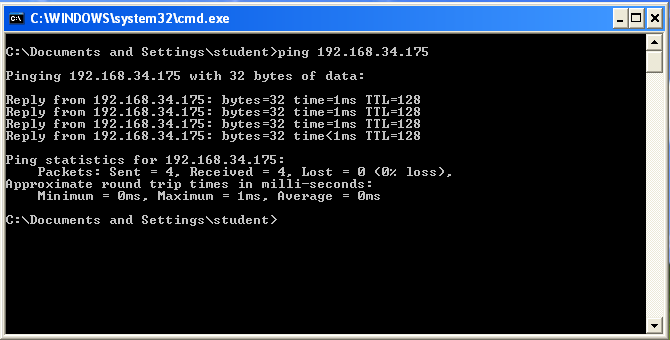 C:\WINDOWS\system32\cmd.exe
C:\Documents and Settings\student>ping 192.168.34.175
Pinging 192.168.34.175 with 32 bytes of data:
Reply from 192.168.34.175: bytes=32 time=1ms TTL=128
Reply from 192.168.34.175: bytes=32 time=1ms TTL=128
Reply from 192.168.34.175: bytes=32 time=1ms TTL=128
Reply from 192.168.34.175: bytes=32 time<1ms TTL=128
Ping statistics for 192.168.34.175:
    Packets: Sent = 4, Received = 4, Lost = 0 (0% loss),
Approximate round trip times in milli-seconds:
    Minimum = 0ms, Maximum = 1ms, Average = 0ms
C:\Documents and Settings\student>